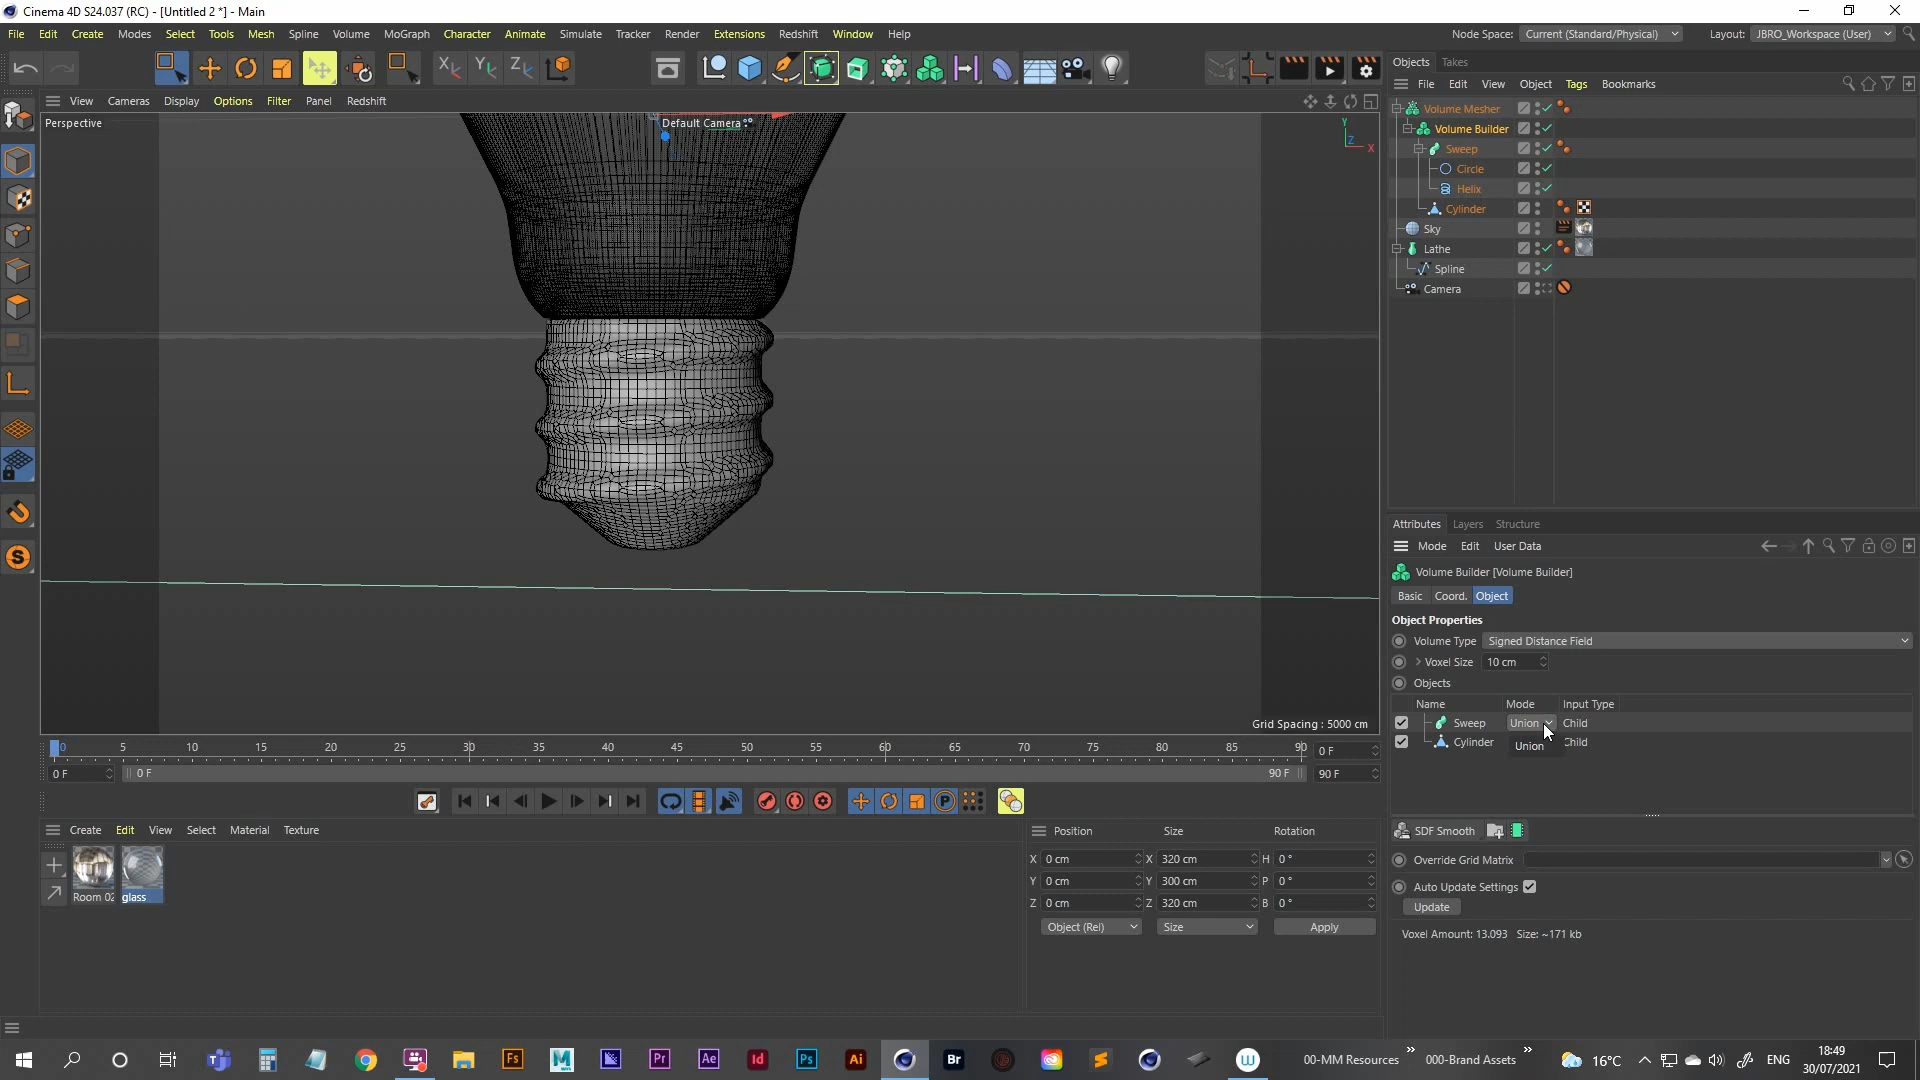 Cinema 4D S24.037 (RC) - [Untitled 2 *] - Main
File Edit Create Modes Select Tools Mesh Spline Volume MoGraph Character Animate Simulate Tracker Render Extensions Redshift Window Help
Node Space: Current (Standard/Physical) Layout: JBRO_Workspace (User)
Objects Takes
File Edit View Object Tags Bookmarks
View Cameras Display Options Filter Panel Redshift
Perspective
Default Camera
Y
Z
X
Volume Mesher
Volume Builder
Sweep
Circle
Helix
Cylinder
Sky
Lathe
Spline
Camera
Grid Spacing : 5000 cm
Attributes Layers Structure
Mode Edit User Data
Volume Builder [Volume Builder]
Basic Coord. Object
Object Properties
Volume Type Signed Distance Field
Voxel Size 10 cm
Objects
Name Mode Input Type
Sweep Union Child
Cylinder Union Child
SDF Smooth
Override Grid Matrix
Auto Update Settings
Update
Voxel Amount: 13.093 Size: ~171 kb
0 5 10 15 20 25 30 35 40 45 50 55 60 65 70 75 80 85 90 0 F
0 F 0 F 90 F 90 F
Create Edit View Select Material Texture
Room 02 glass
Position Size Rotation
X 0 cm X 320 cm H 0 °
Y 0 cm Y 300 cm P 0 °
Z 0 cm Z 320 cm B 0 °
Object (Rel) Size Apply
Fs Pr Ae Id Ps Ai Br
00-MM Resources » 000-Brand Assets » 16°C ENG
18:49
30/07/2021